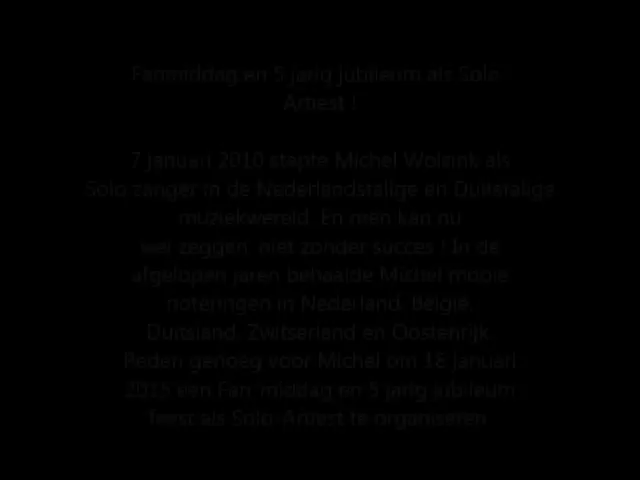 Fanmiddag en 5 jarig jubileum als Solo
Artiest !
7 januari 2010 stapte Michel Wolsink als
Solo zanger in de Nederlandstalige en Duitstalige
muziekwereld. En men kan nu
wel zeggen, niet zonder succes ! In de
afgelopen jaren behaalde Michel mooie
noteringen in Nederland, België,
Duitsland, Zwitserland en Oostenrijk.
Reden genoeg voor Michel om 18 januari
2015 een Fan middag en 5 jarig jubileum
feest als Solo-Artiest te organiseren